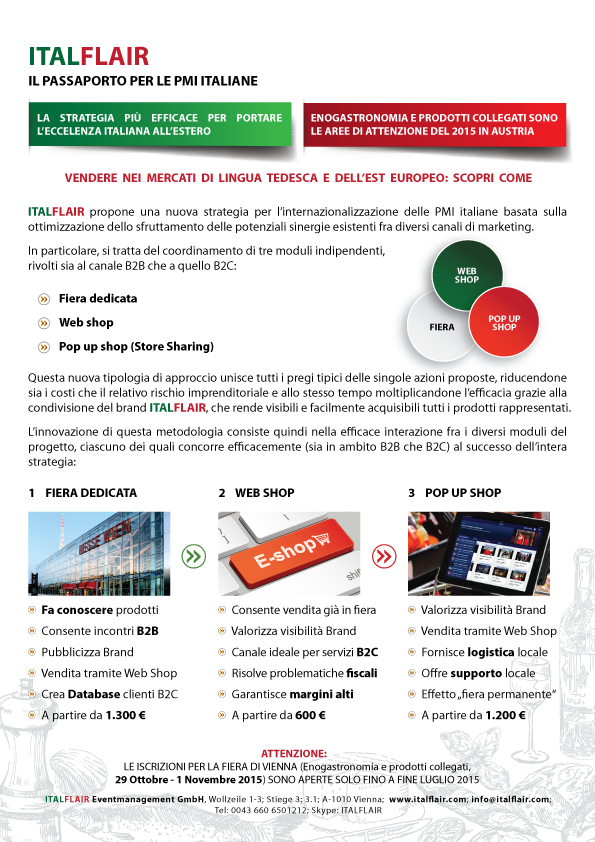 ITALFLAIR
IL PASSAPORTO PER LE PMI ITALIANE
LA STRATEGIA PIÙ EFFICACE PER PORTARE
L'ECCELENZA ITALIANA ALL'ESTERO
ENOGASTRONOMIA E PRODOTTI COLLEGATI SONO
LE AREE DI ATTENZIONE DEL 2015 IN AUSTRIA
VENDERE NEI MERCATI DI LINGUA TEDESCA E DELL'EST EUROPEO: SCOPRI COME
ITALFLAIR propone una nuova strategia per l'internazionalizzazione delle PMI italiane basata sulla
ottimizzazione dello sfruttamento delle potenziali sinergie esistenti fra diversi canali di marketing.
In particolare, si tratta del coordinamento di tre moduli indipendenti,
rivolti sia al canale B2B che a quello B2C:
Fiera dedicata
Web shop
Pop up shop (Store Sharing)
WEB
SHOP
FIERA
POP UP
SHOP
Questa nuova tipologia di approccio unisce tutti i pregi tipici delle singole azioni proposte, riducendone
sia i costi che il relativo rischio imprenditoriale e allo stesso tempo moltiplicandone l'efficacia grazie alla
condivisione del brand ITALFLAIR, che rende visibili e facilmente acquisibili tutti i prodotti rappresentati.
L'innovazione di questa metodologia consiste quindi nella efficace interazione fra i diversi moduli del
progetto, ciascuno dei quali concorre efficacemente (sia in ambito B2B che B2C) al successo dell'intera
strategia:
1 FIERA DEDICATA
MESSE WIEN
Fa conoscere prodotti
Consente incontri B2B
Pubblicizza Brand
Vendita tramite Web Shop
Crea Database clienti B2C
A partire da 1.300 €
2 WEB SHOP
E-shop
shift
Consente vendita già in fiera
Valorizza visibilità Brand
Canale ideale per servizi B2C
Risolve problematiche fiscali
Garantisce margini alti
A partire da 600 €
3 POP UP SHOP
Valorizza visibilità Brand
Vendita tramite Web Shop
Fornisce logistica locale
Offre supporto locale
Effetto „fiera permanente"
A partire da 1.200 €
ATTENZIONE:
LE ISCRIZIONI PER LA FIERA DI VIENNA (Enogastronomia e prodotti collegati,
29 Ottobre - 1 Novembre 2015) SONO APERTE SOLO FINO A FINE LUGLIO 2015
ITALFLAIR Eventmanagement GmbH, Wollzeile 1-3; Stiege 3; 3.1; A-1010 Vienna; www.italflair.com; info@italflair.com;
Tel: 0043 660 6501212; Skype: ITALFLAIR